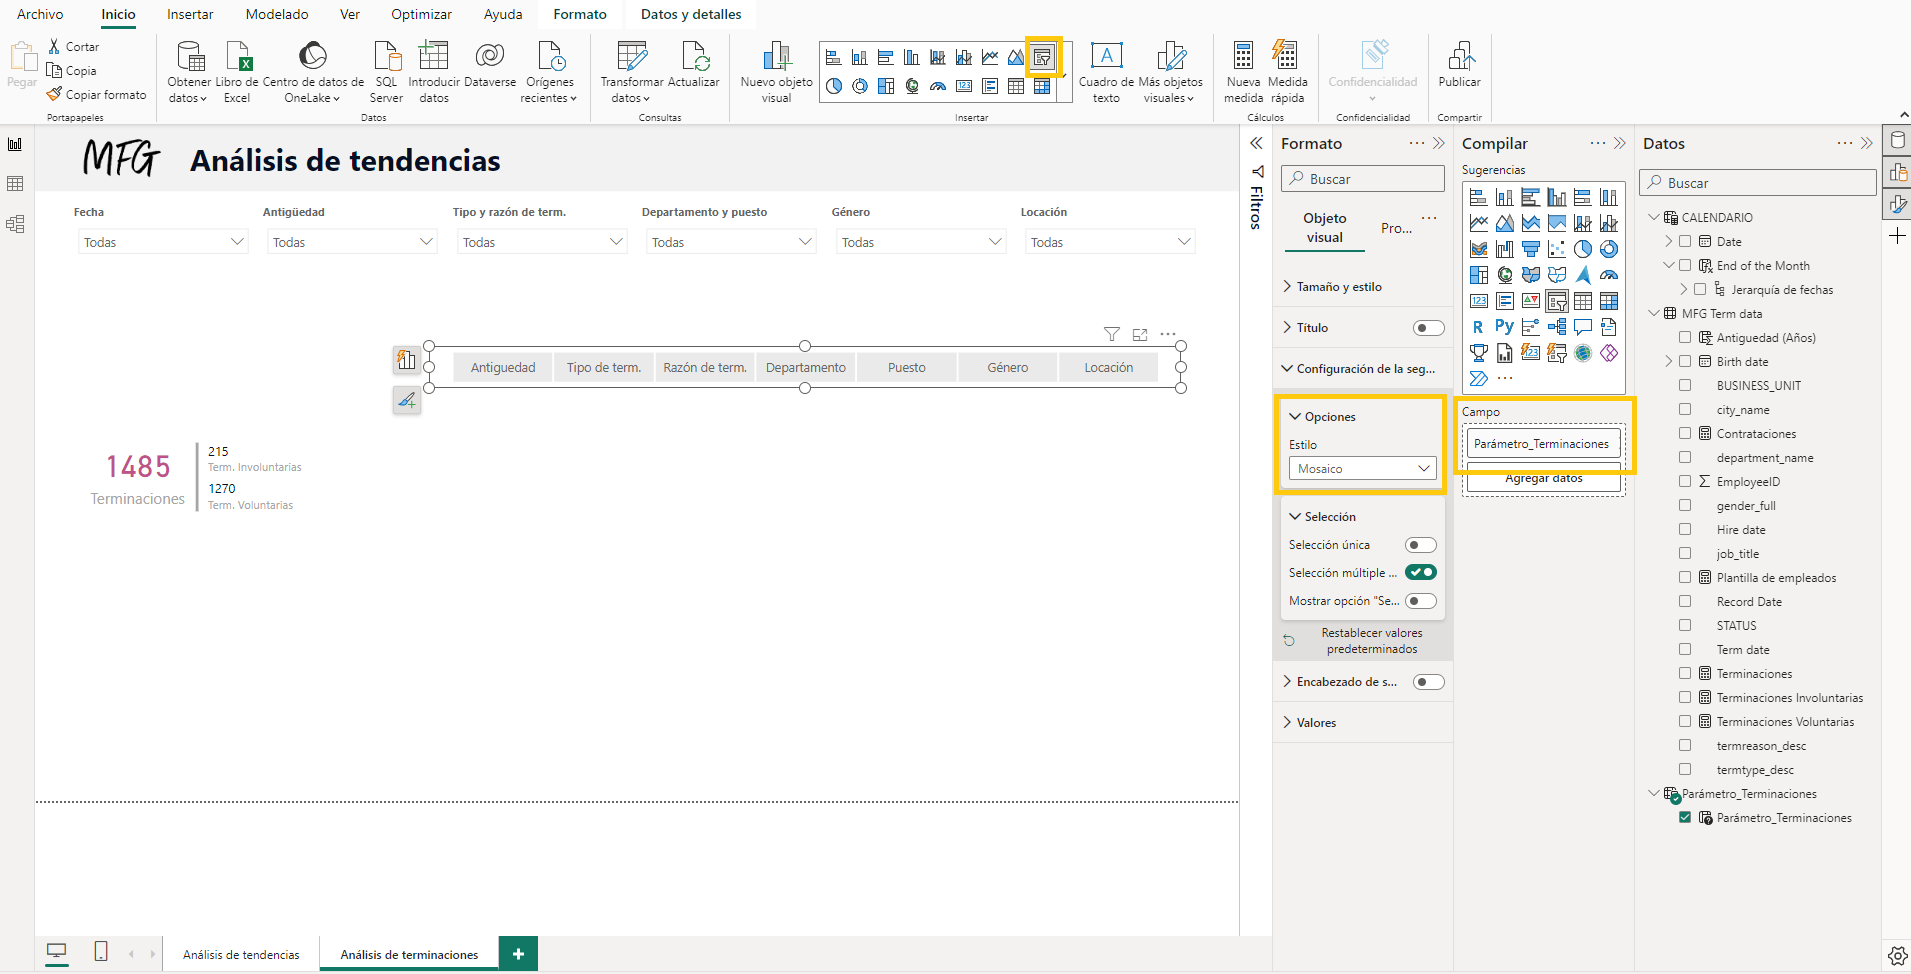 Archivo Inicio Insertar Modelado Ver Optimizar Ayuda Formato Datos y detalles
Pegar
Cortar
Copia
Copiar formato
Portapapeles
Obtener datos
Libro de Excel
Centro de datos de OneLake
SQL Server
Introducir datos
Dataverse
Orígenes recientes
Datos
Transformar datos
Actualizar
Consultas
Nuevo objeto visual
Insertar
Cuadro de texto
Más objetos visuales
Nueva medida
Medida rápida
Cálculos
Confidencialidad
Confidencialidad
Publicar
Compartir
MFG Análisis de tendencias
Fecha Antigüedad Tipo y razón de term. Departamento y puesto Género Locación
Todas Todas Todas Todas Todas Todas
Antiguedad Tipo de term. Razón de term. Departamento Puesto Género Locación
1485
Terminaciones
215
Term. Involuntarias
1270
Term. Voluntarias
Filtros
Formato
Buscar
Objeto visual
Pro...
Tamaño y estilo
Título
Configuración de la seg...
Opciones
Estilo
Mosaico
Selección
Selección única
Selección múltiple ...
Mostrar opción "Se...
Restablecer valores
predeterminados
Encabezado de s...
Valores
Compilar
Sugerencias
123
R Py
123
Campo
Parámetro_Terminaciones
Agregar datos
Datos
Buscar
CALENDARIO
Date
End of the Month
Jerarquía de fechas
MFG Term data
Antiguedad (Años)
Birth date
BUSINESS_UNIT
city_name
Contrataciones
department_name
EmployeeID
gender_full
Hire date
job_title
Plantilla de empleados
Record Date
STATUS
Term date
Terminaciones
Terminaciones Involuntarias
Terminaciones Voluntarias
termreason_desc
termtype_desc
Parámetro_Terminaciones
Parámetro_Terminaciones
Análisis de tendencias Análisis de terminaciones